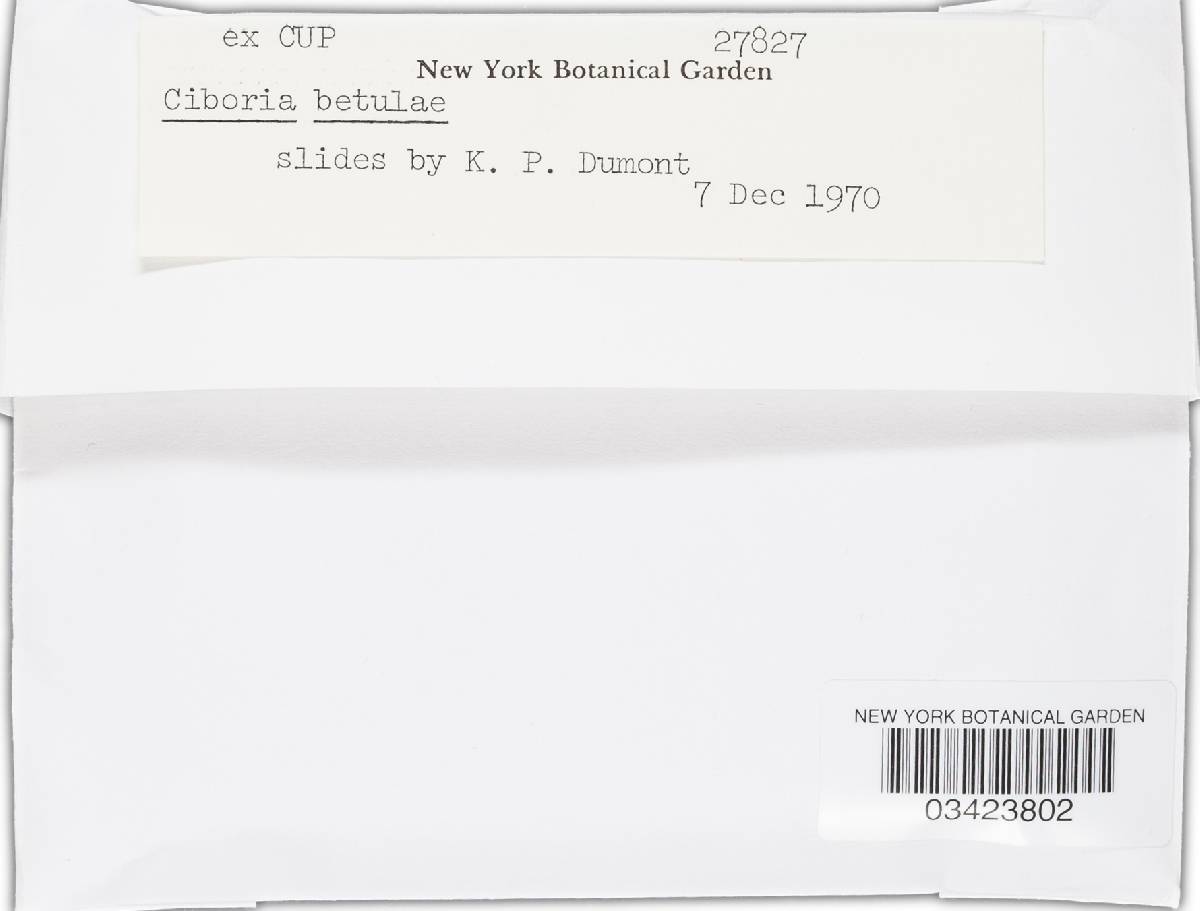 ex CUP 27827
New York Botanical Garden
Ciboria betulae
slides by K. P. Dumont
7 Dec 1970
NEW YORK BOTANICAL GARDEN
03423802